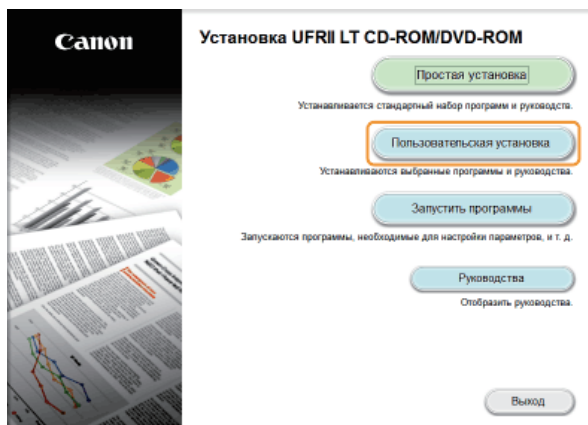 Canon
Установка UFRII LT CD-ROM/DVD-ROM
Простая установка
Устанавливается стандартный набор программ и руководств.
Пользовательская установка
Устанавливаются выбранные программы и руководства.
Запустить программы
Запускаются программы, необходимые для настройки параметров, и т. д.
Руководства
Отобразить руководства.
Выход